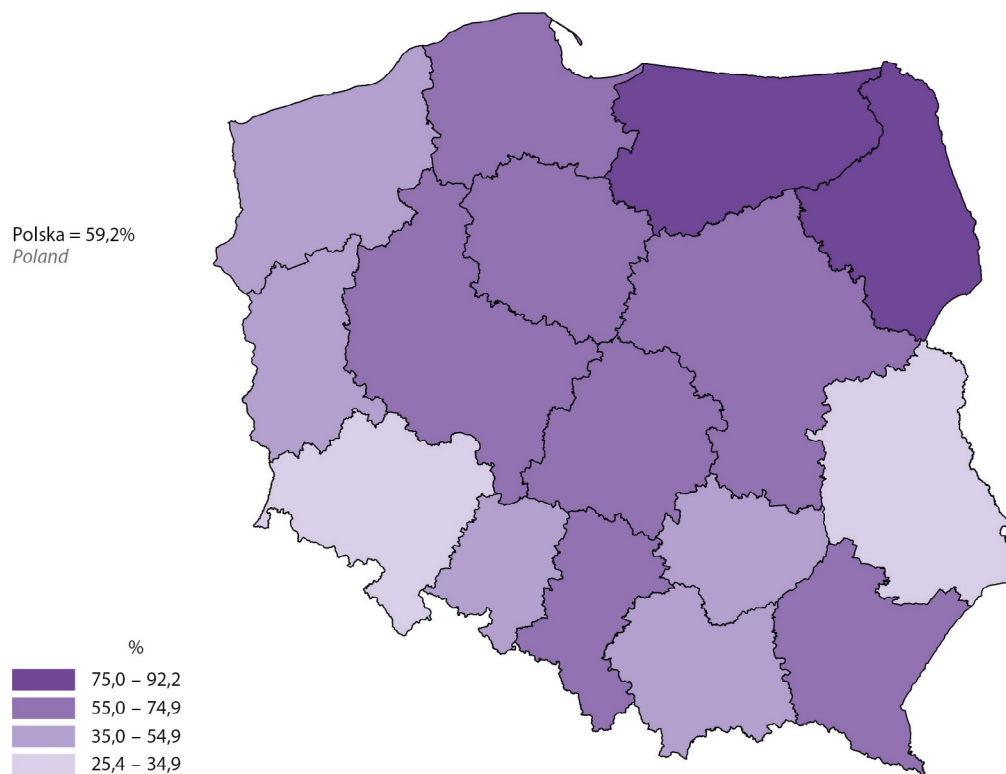 Polska = 59,2%
Poland
%
75,0 – 92,2
55,0 – 74,9
35,0 – 54,9
25,4 – 34,9